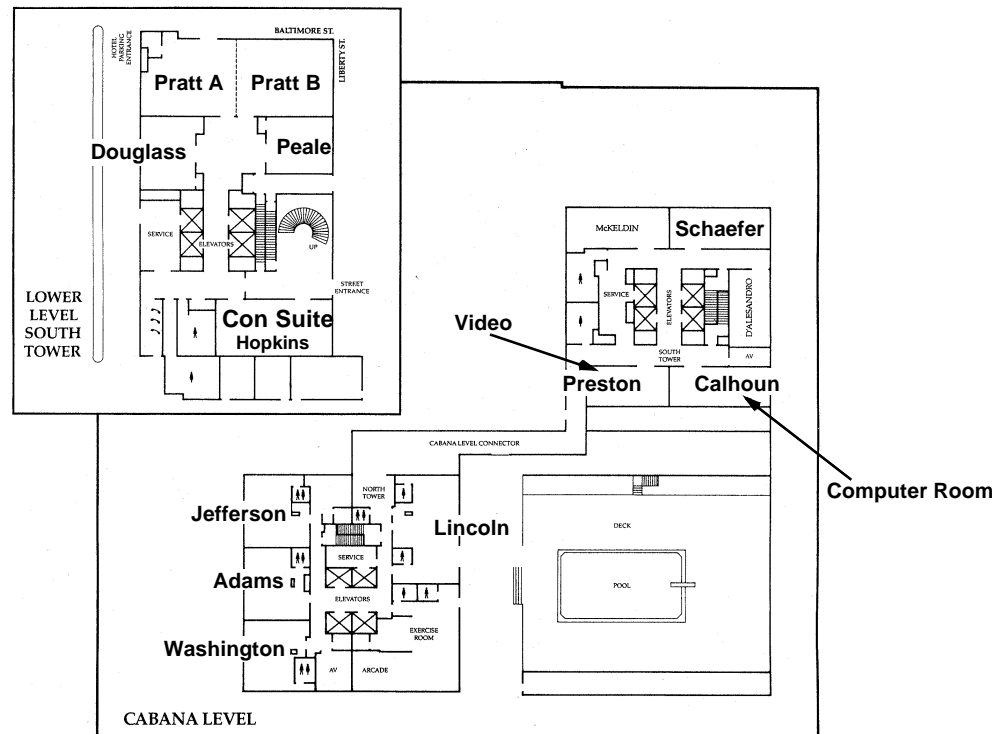 BALTIMORE ST.
LIBERTY ST.
HOTEL
PARKING
ENTRANCE
Pratt A
Pratt B
Douglass
Peale
SERVICE
ELEVATORS
UP
STREET
ENTRANCE
LOWER
LEVEL
SOUTH
TOWER
Con Suite
Hopkins
McKELDIN
Schaefer
SERVICE
ELEVATORS
D'ALESANDRO
Video
SOUTH
TOWER
AV
Preston
Calhoun
CABANA LEVEL CONNECTOR
Computer Room
NORTH
TOWER
Jefferson
Lincoln
SERVICE
DECK
Adams
ELEVATORS
POOL
EXERCISE
ROOM
Washington
AV
ARCADE
CABANA LEVEL